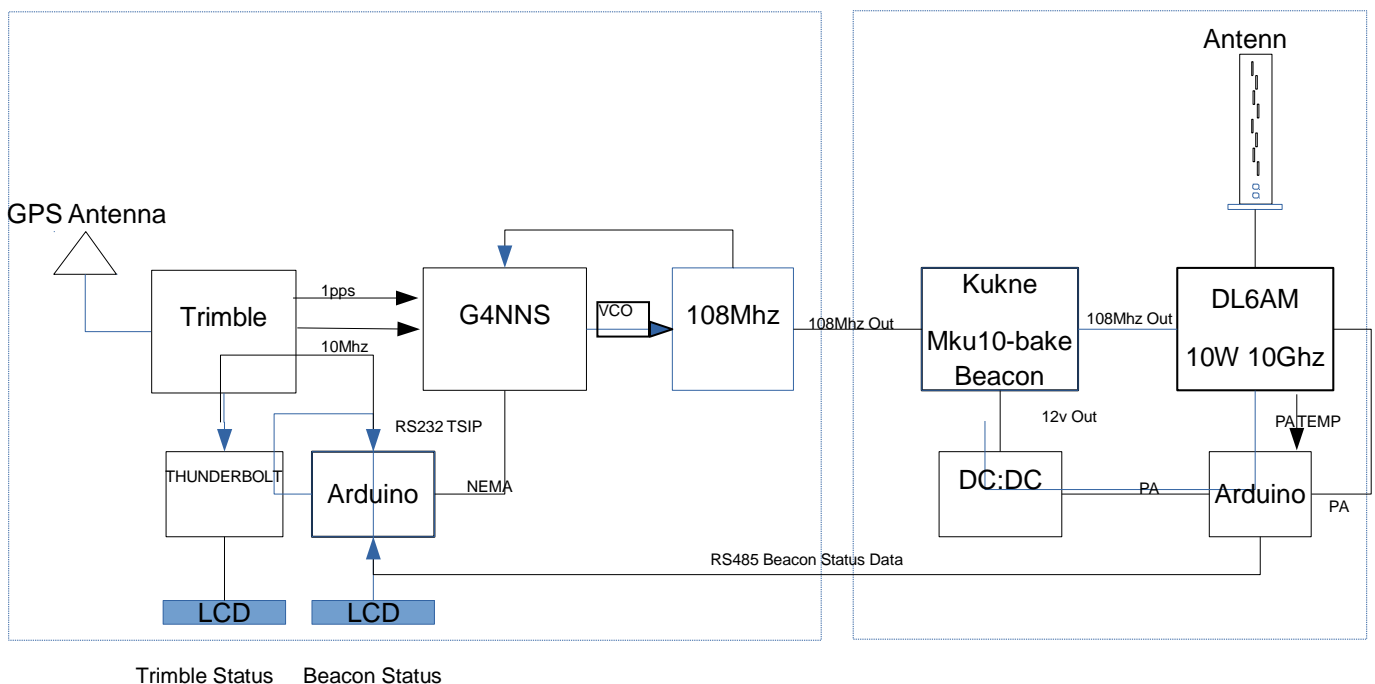 Antenn
GPS Antenna
Trimble
1pps
10Mhz
G4NNS
VCO
108Mhz
108Mhz Out
Kukne
Mku10-bake
Beacon
108Mhz Out
DL6AM
10W 10Ghz
RS232 TSIP
12v Out
PA TEMP
THUNDERBOLT
Arduino
NEMA
DC:DC
PA
Arduino
PA
RS485 Beacon Status Data
LCD
LCD
Trimble Status
Beacon Status